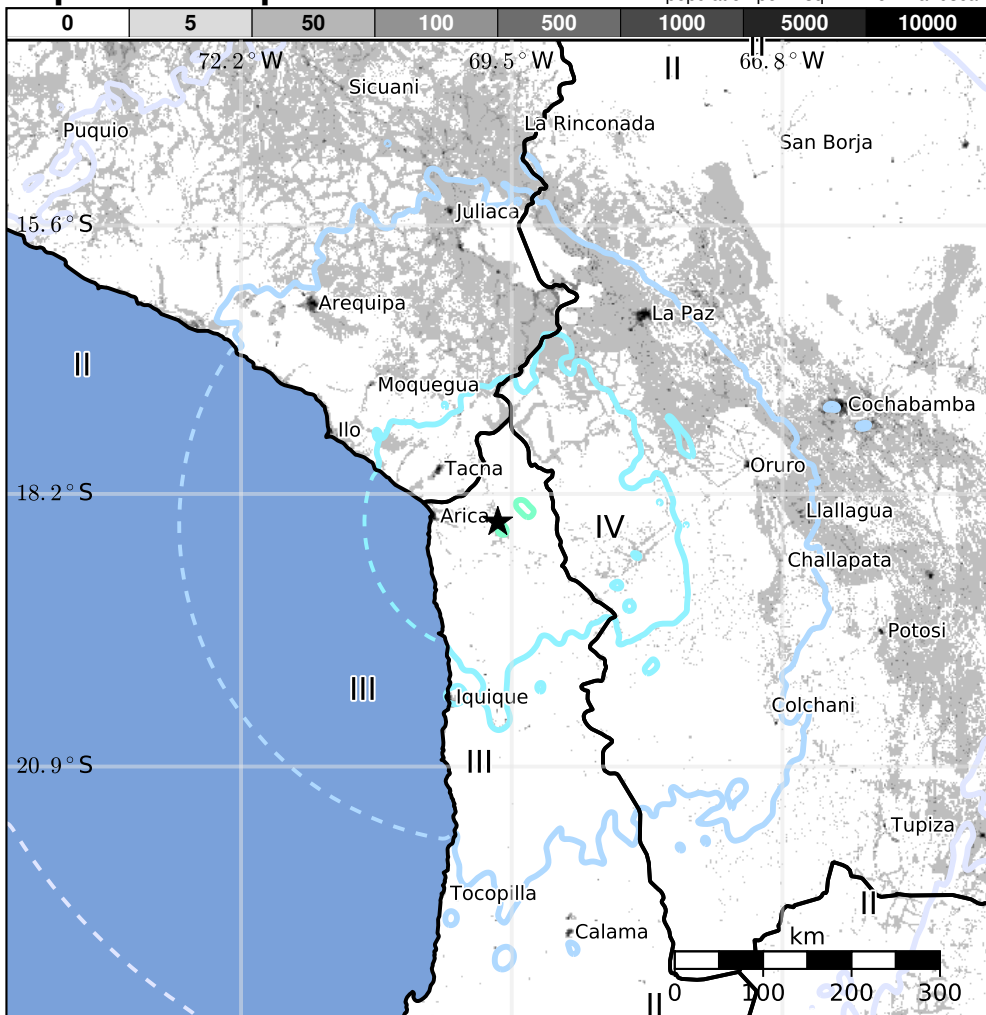 0 5 50 100 500 1000 5000 10000
72.2°W 69.5°W 66.8°W
II
II
Sicuani
La Rinconada
Puquio
San Borja
Juliaca
15.6°S
Arequipa
La Paz
II
Moquegua
Cochabamba
Ilo
Tacna
Oruro
18.2°S
Arica
IV
Llallagua
Challapata
Potosi
III
Iquique
Colchani
III
20.9°S
Tupiza
Tocopilla
II
Calama
km
0 100 200 300
II